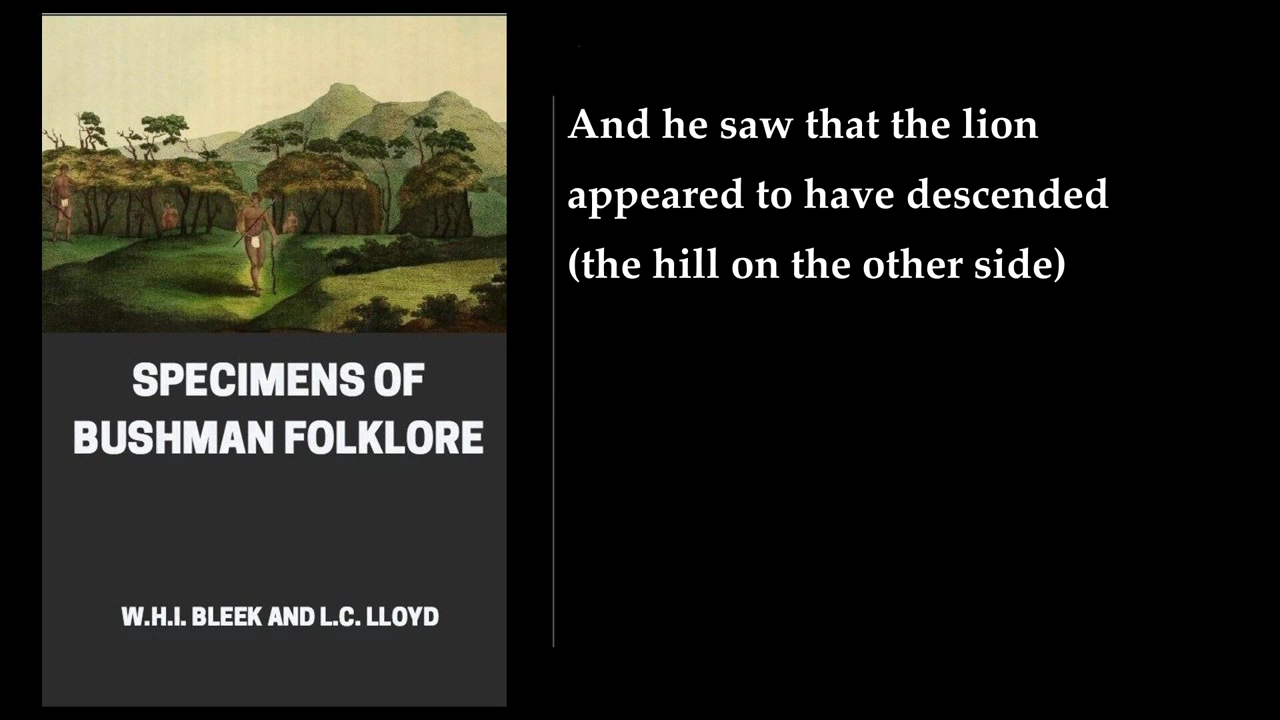 SPECIMENS OF
BUSHMAN FOLKLORE
W.H.I. BLEEK AND L.C. LLOYD
And he saw that the lion
appeared to have descended
(the hill on the other side)